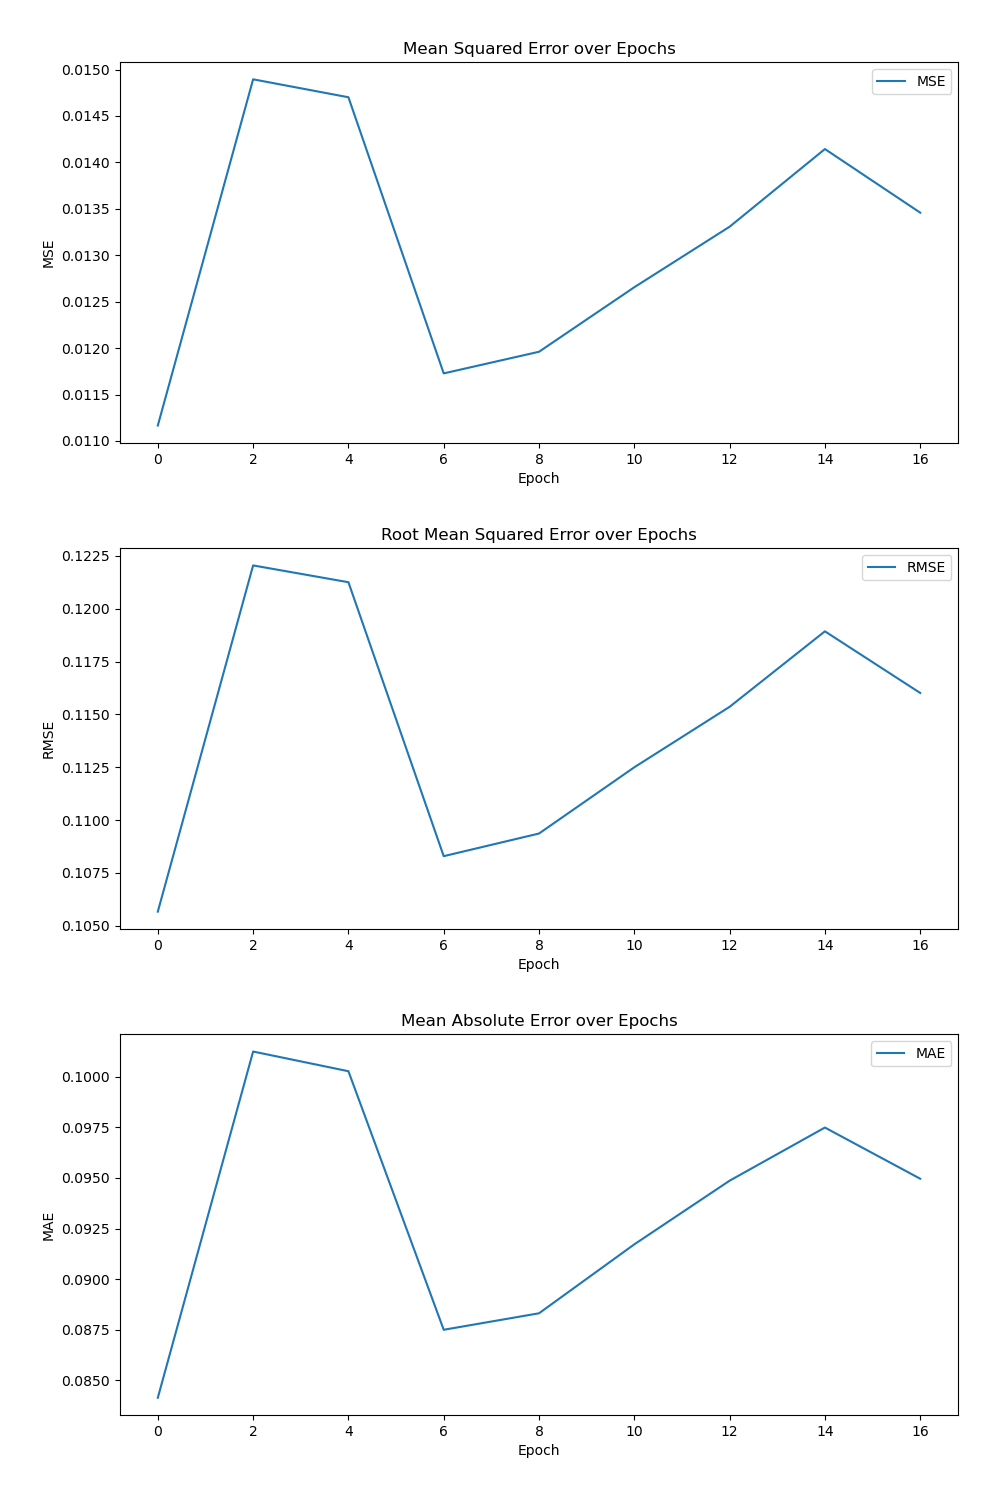 Mean Squared Error over Epochs
MSE
0.0150
0.0145
0.0140
0.0135
0.0130
0.0125
0.0120
0.0115
0.0110
MSE
0 2 4 6 8 10 12 14 16
Epoch
Root Mean Squared Error over Epochs
RMSE
0.1225
0.1200
0.1175
0.1150
0.1125
0.1100
0.1075
0.1050
RMSE
0 2 4 6 8 10 12 14 16
Epoch
Mean Absolute Error over Epochs
MAE
0.1000
0.0975
0.0950
0.0925
0.0900
0.0875
0.0850
MAE
0 2 4 6 8 10 12 14 16
Epoch